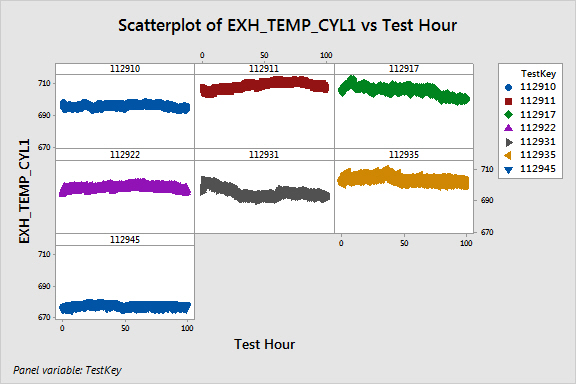 Scatterplot of EXH_TEMP_CYL1 vs Test Hour
0 50 100
112910 112911 112917
710
690
670
112922 112931 112935
710
690
670
112945
0 50 100
710
690
670
0 50 100
EXH_TEMP_CYL1
Test Hour
TestKey
112910
112911
112917
112922
112931
112935
112945
Panel variable: TestKey